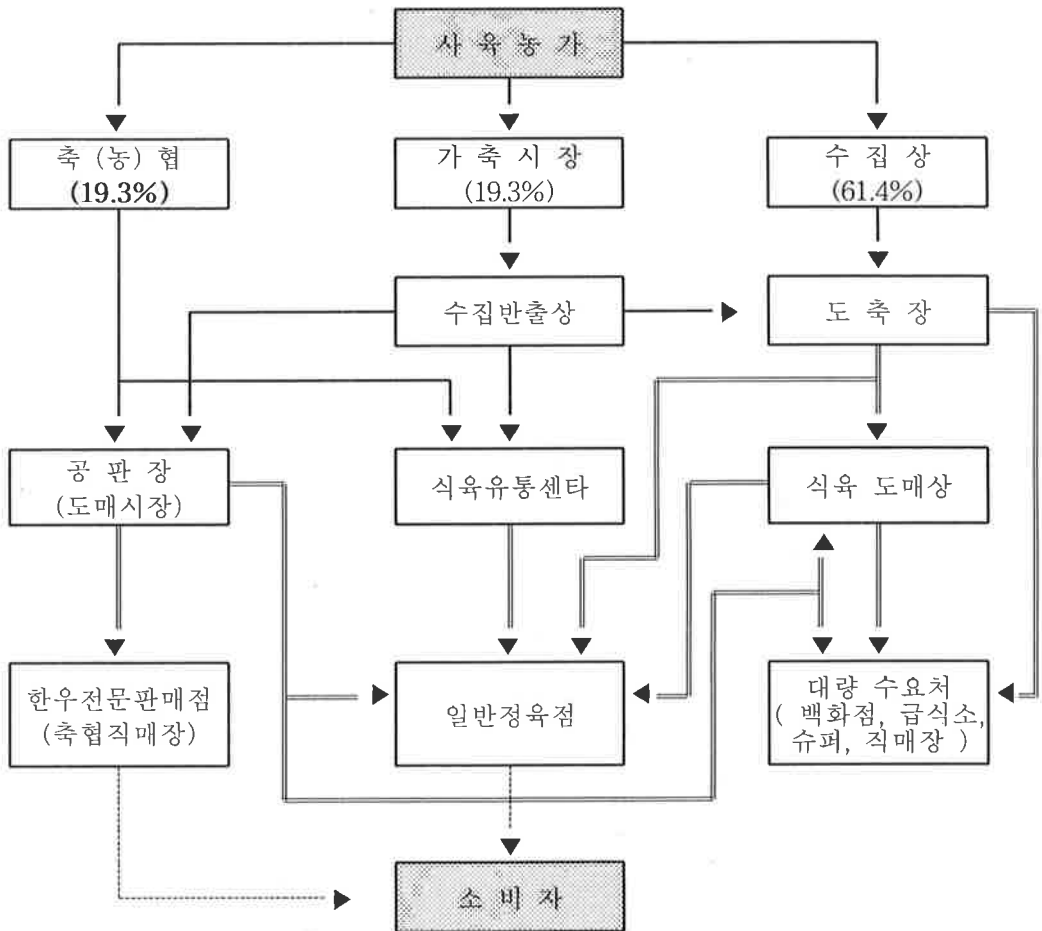 사 육 농 가
축 (농) 협
(19.3%)
가 축 시 장
(19.3%)
수 집 상
(61.4%)
수집반출상
도 축 장
공 판 장
(도매시장)
식육유통센타
식육 도매상
한우전문판매점
(축협직매장)
일반정육점
대량 수요처
( 백화점, 급식소,
슈퍼, 직매장 )
소 비 자